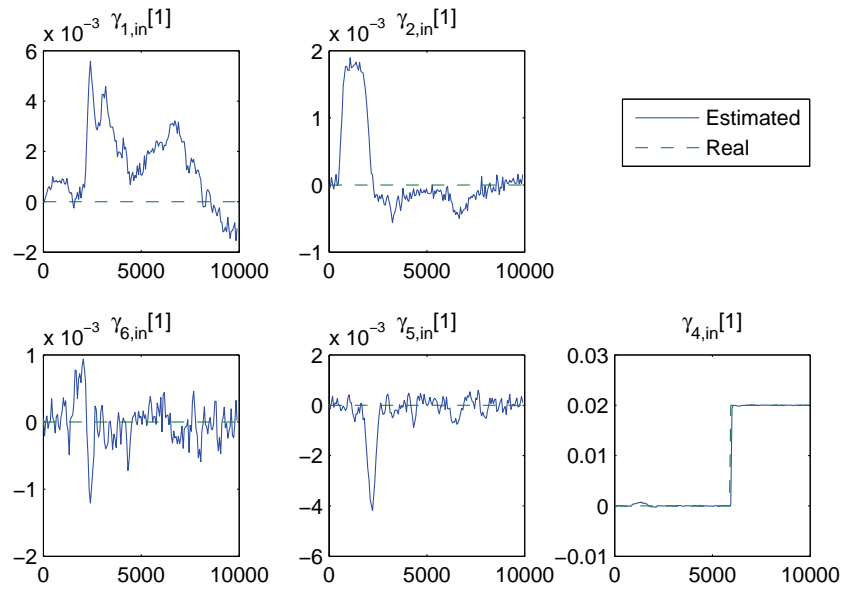 x 10⁻³ γ1,in[1]
6
4
2
0
−2
0 5000 10000
x 10⁻³ γ2,in[1]
2
1
0
−1
0 5000 10000
Estimated
Real
x 10⁻³ γ6,in[1]
1
0
−1
−2
0 5000 10000
x 10⁻³ γ5,in[1]
2
0
−2
−4
−6
0 5000 10000
γ4,in[1]
0.03
0.02
0.01
0
−0.01
0 5000 10000